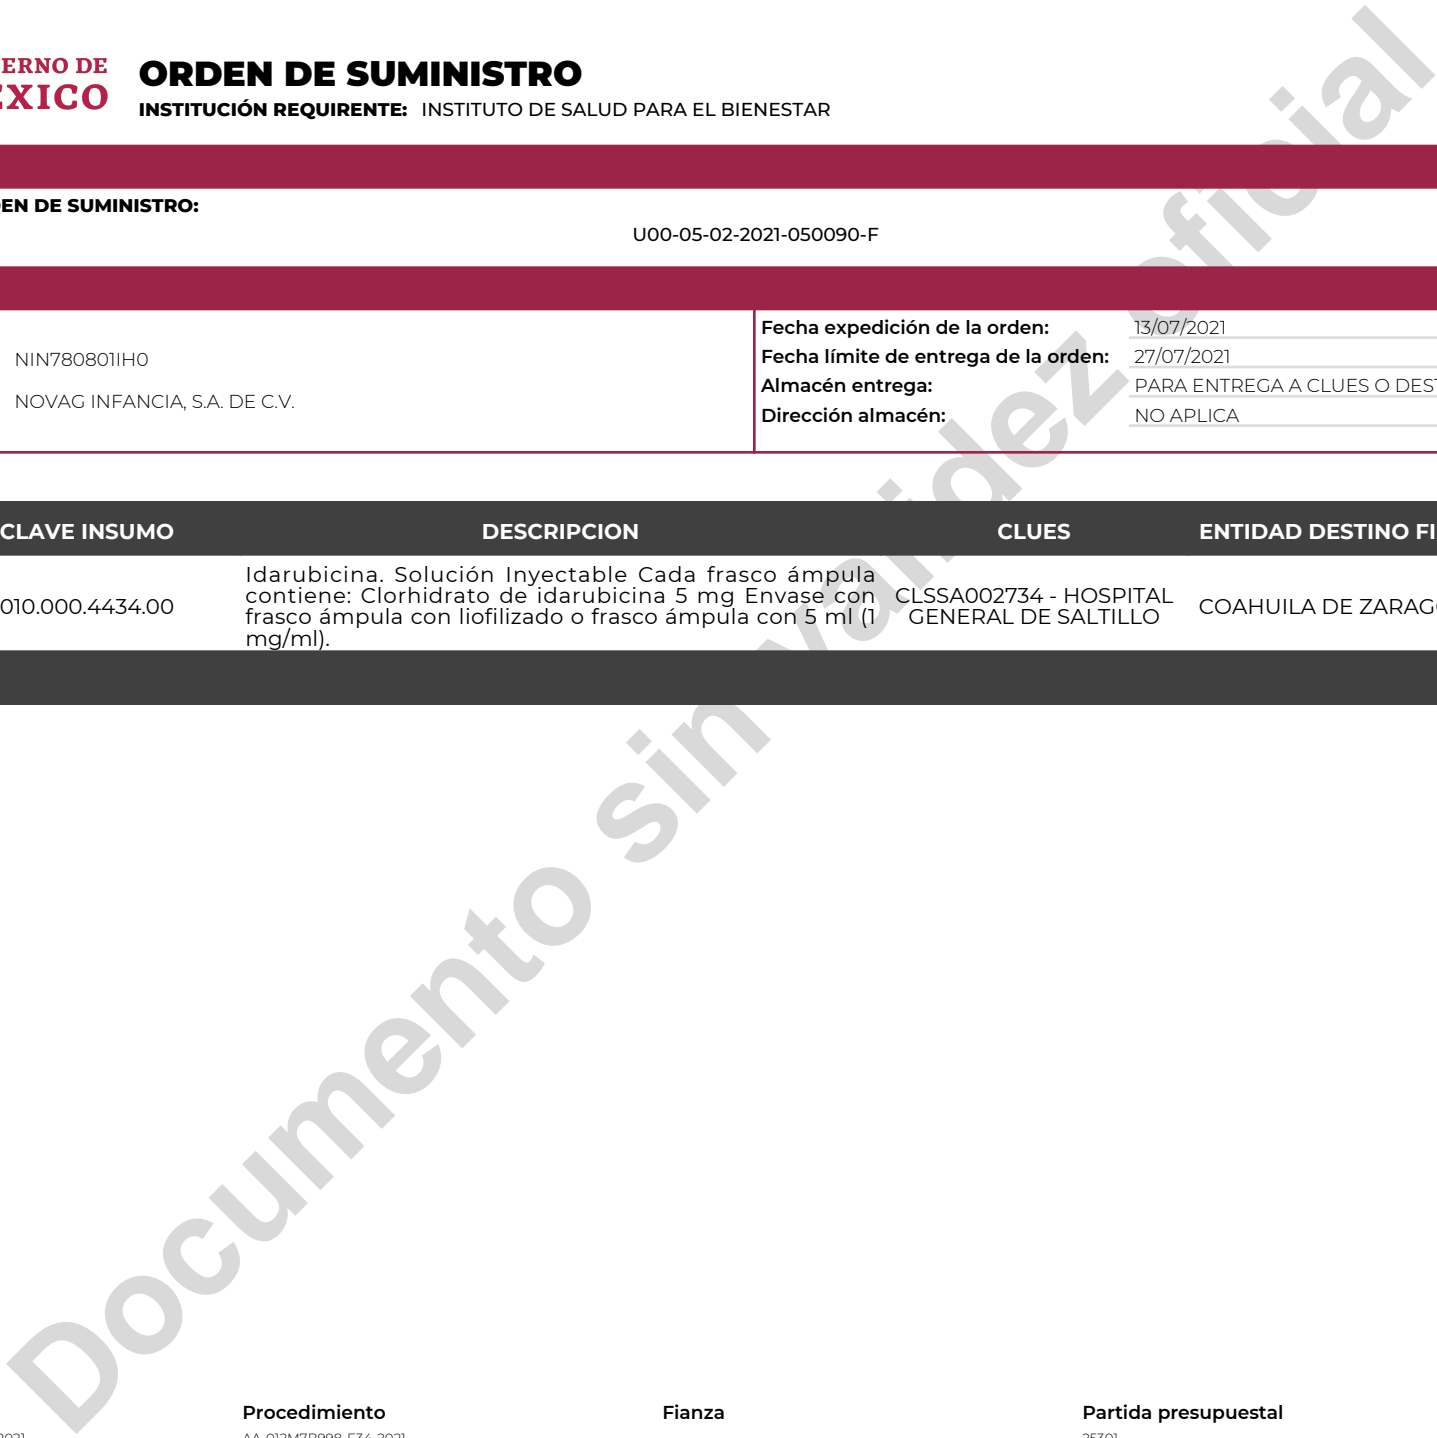 ERNO DE
EXICO
ORDEN DE SUMINISTRO
INSTITUCIÓN REQUIRENTE: INSTITUTO DE SALUD PARA EL BIENESTAR
EN DE SUMINISTRO:
U00-05-02-2021-050090-F
NIN780801IH0
NOVAG INFANCIA, S.A. DE C.V.
Fecha expedición de la orden: 13/07/2021
Fecha límite de entrega de la orden: 27/07/2021
Almacén entrega: PARA ENTREGA A CLUES O DES
Dirección almacén: NO APLICA
CLAVE INSUMO DESCRIPCION CLUES ENTIDAD DESTINO FI
010.000.4434.00
Idarubicina. Solución Inyectable Cada frasco ámpula
contiene: Clorhidrato de idarubicina 5 mg Envase con
frasco ámpula con liofilizado o frasco ámpula con 5 ml (1
mg/ml).
CLSSA002734 - HOSPITAL
GENERAL DE SALTILLO
COAHUILA DE ZARAG
Documento sin validez oficial
Procedimiento Fianza Partida presupuestal